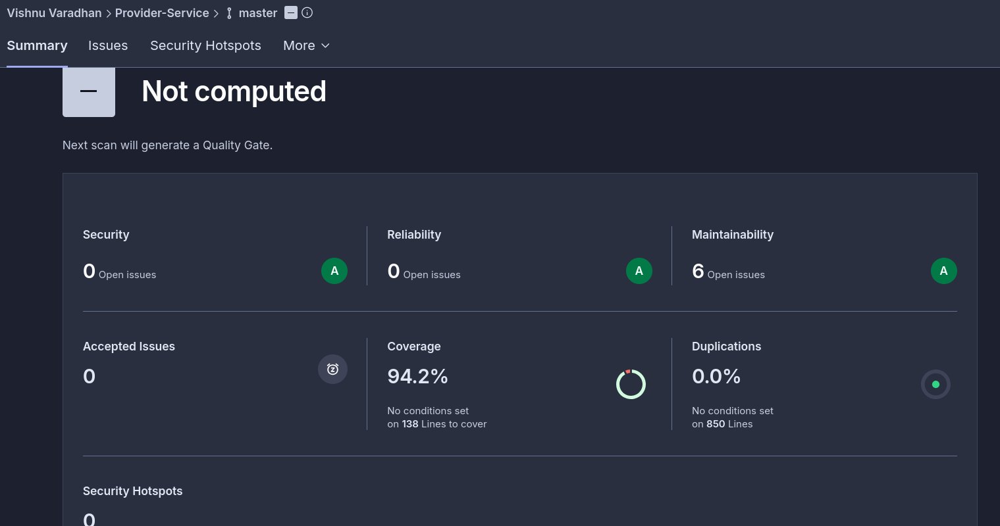 Vishnu Varadhan > Provider-Service > master
Summary Issues Security Hotspots More
Not computed
Next scan will generate a Quality Gate.
Security Reliability Maintainability
0 Open issues A 0 Open issues A 6 Open issues A
Accepted Issues Coverage Duplications
0 94.2% 0.0%
No conditions set No conditions set
on 138 Lines to cover on 850 Lines
Security Hotspots
0